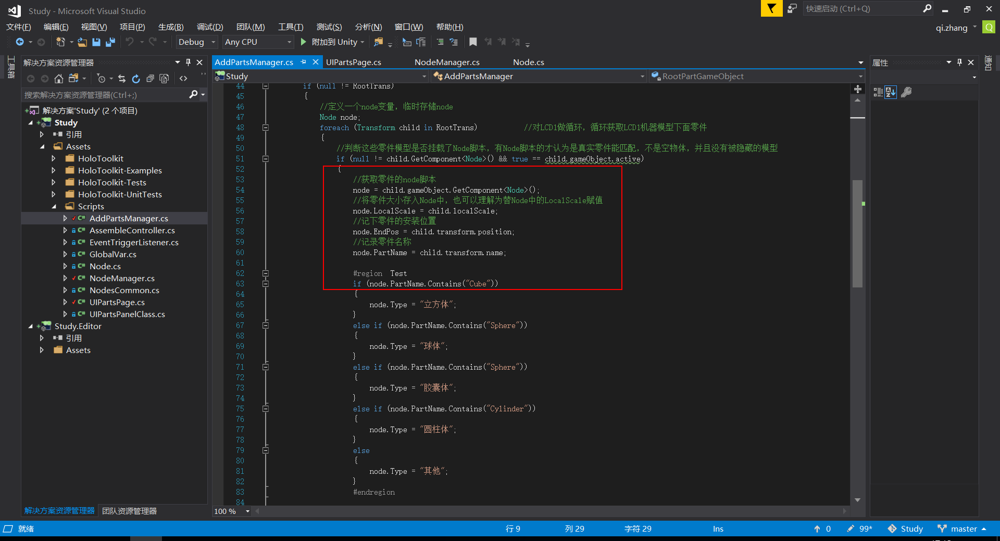 Study - Microsoft Visual Studio
快速启动 (Ctrl+Q)
文件(F) 编辑(E) 视图(V) 项目(P) 生成(B) 调试(D) 团队(M) 工具(T) 测试(S) 分析(N) 窗口(W) 帮助(H)
qi.zhang Q
Debug Any CPU 附加到 Unity
工具箱
解决方案资源管理器
搜索解决方案资源管理器(Ctrl+;)
解决方案'Study' (2 个项目)
Study
引用
Assets
HoloToolkit
HoloToolkit-Examples
HoloToolkit-Tests
HoloToolkit-UnitTests
Scripts
C# AddPartsManager.cs
C# AssembleController.cs
C# EventTriggerListener.cs
C# GlobalVar.cs
C# Node.cs
C# NodeManager.cs
C# NodesCommon.cs
C# UIPartsPage.cs
C# UIPartsPanelClass.cs
Study.Editor
引用
Assets
解决方案资源管理器 团队资源管理器
AddPartsManager.cs UIPartsPage.cs NodeManager.cs Node.cs
Study AddPartsManager RootPartGameObject
44 if (null != RootTrans)
45 {
46 //定义一个node变量，临时存储node
47 Node node;
48 foreach (Transform child in RootTrans) //对LCD1做循环，循环获取LCD1机器模型下面零件
49 {
50 //判断这些零件模型是否挂载了Node脚本，有Node脚本的才认为是真实零件能匹配，不是空物体，并且没有被隐藏的模型
51 if (null != child.GetComponent<Node>() && true == child.gameObject.active)
52 {
53 //获取零件的node脚本
54 node = child.gameObject.GetComponent<Node>();
55 //将零件大小存入Node中，也可以理解为替Node中的LocalScale赋值
56 node.LocalScale = child.localScale;
57 //记下零件的安装位置
58 node.EndPos = child.transform.position;
59 //记录零件名称
60 node.PartName = child.transform.name;
61
62 #region Test
63 if (node.PartName.Contains("Cube"))
64 {
65 node.Type = "立方体";
66 }
67 else if (node.PartName.Contains("Sphere"))
68 {
69 node.Type = "球体";
70 }
71 else if (node.PartName.Contains("Sphere"))
72 {
73 node.Type = "胶囊体";
74 }
75 else if (node.PartName.Contains("Cylinder"))
76 {
77 node.Type = "圆柱体";
78 }
79 else
80 {
81 node.Type = "其他";
82 }
83 #endregion
84
100 %
属性
通知
就绪 行 9 列 29 字符 29 Ins 0 99* Study master